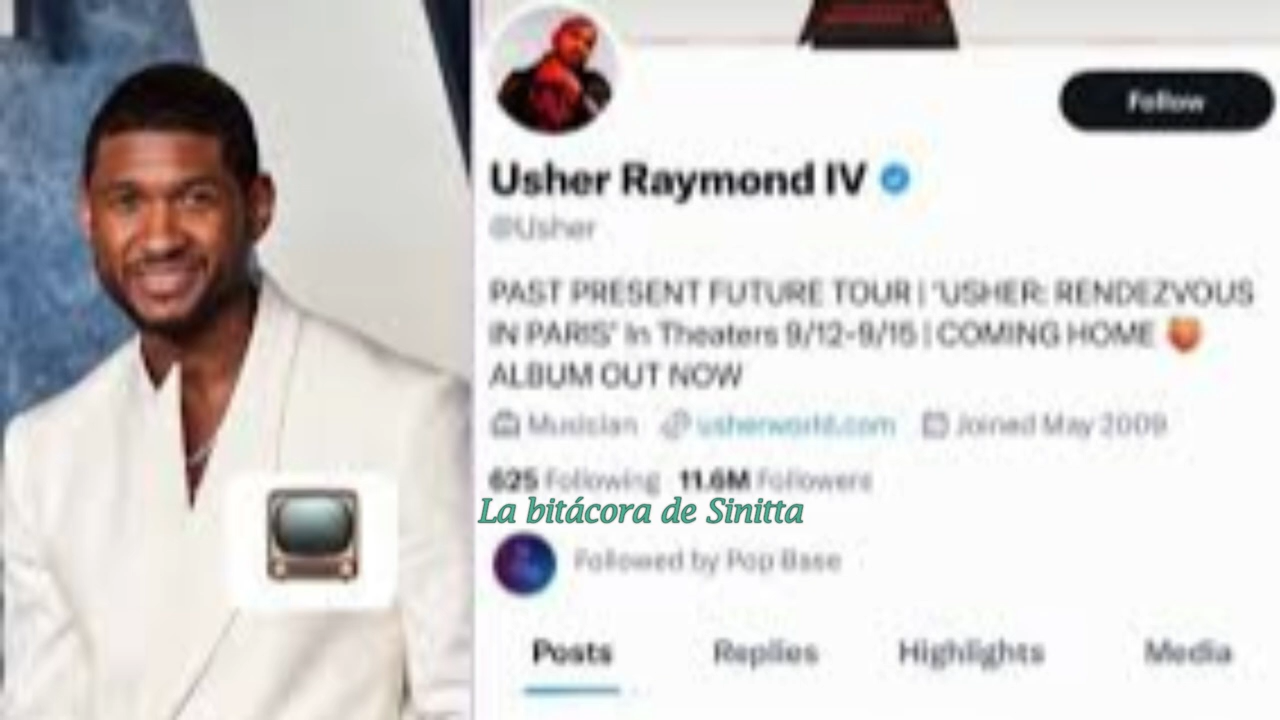 Follow
Usher Raymond IV
@Usher
PAST PRESENT FUTURE TOUR | "USHER: RENDEZVOUS
IN PARIS" In Theaters 9/12-9/15 | COMING HOME 🍑
ALBUM OUT NOW
Musician usherworld.com Joined May 2009
625 Following 11.6M Followers
La bitácora de Sinitta
Followed by Pop Base
Posts Replies Highlights Media